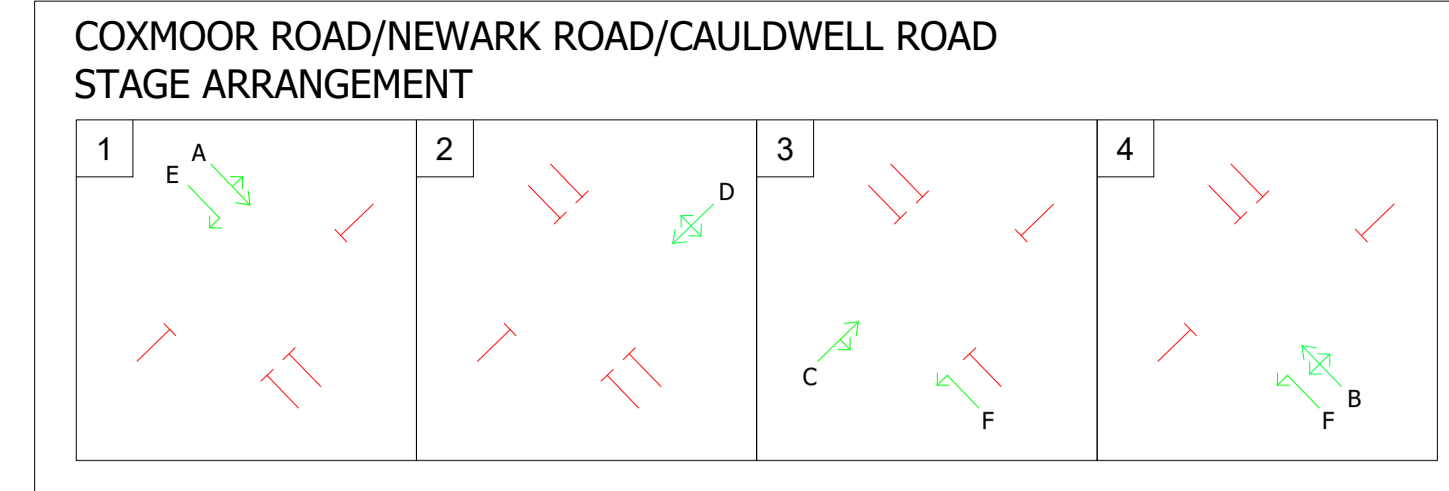 COXMOOR ROAD/NEWARK ROAD/CAULDWELL ROAD
STAGE ARRANGEMENT
1
A
E
2
D
3
C
F
4
B
F